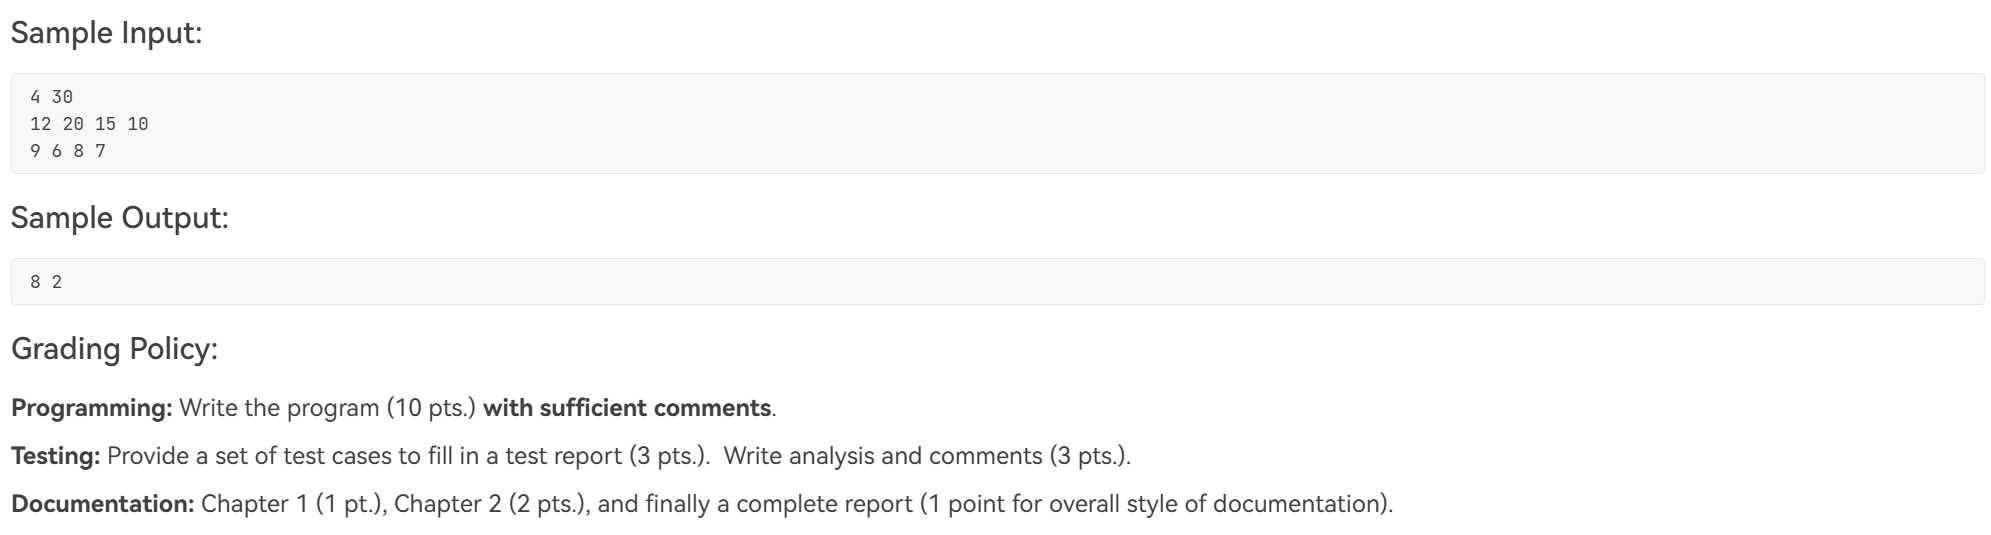 Sample Input:
4 30
12 20 15 10
9 6 8 7
Sample Output:
8 2
Grading Policy:
Programming: Write the program (10 pts.) with sufficient comments.
Testing: Provide a set of test cases to fill in a test report (3 pts.).  Write analysis and comments (3 pts.).
Documentation: Chapter 1 (1 pt.), Chapter 2 (2 pts.), and finally a complete report (1 point for overall style of documentation).